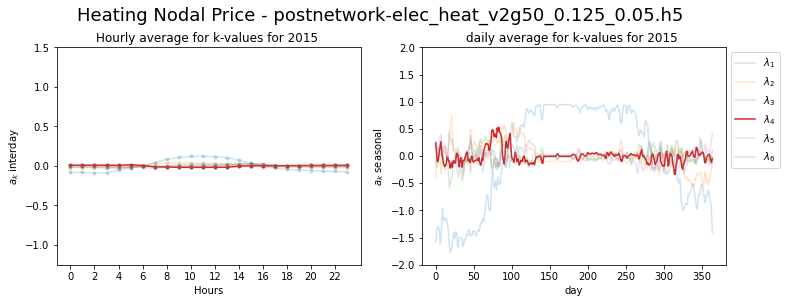 Heating Nodal Price - postnetwork-elec_heat_v2g50_0.125_0.05.h5
Hourly average for k-values for 2015
1.5
1.0
0.5
0.0
−0.5
−1.0
a_k interday
0 2 4 6 8 10 12 14 16 18 20 22
Hours
daily average for k-values for 2015
2.0
1.5
1.0
0.5
0.0
−0.5
−1.0
−1.5
−2.0
a_k seasonal
0 50 100 150 200 250 300 350
day
λ₁
λ₂
λ₃
λ₄
λ₅
λ₆